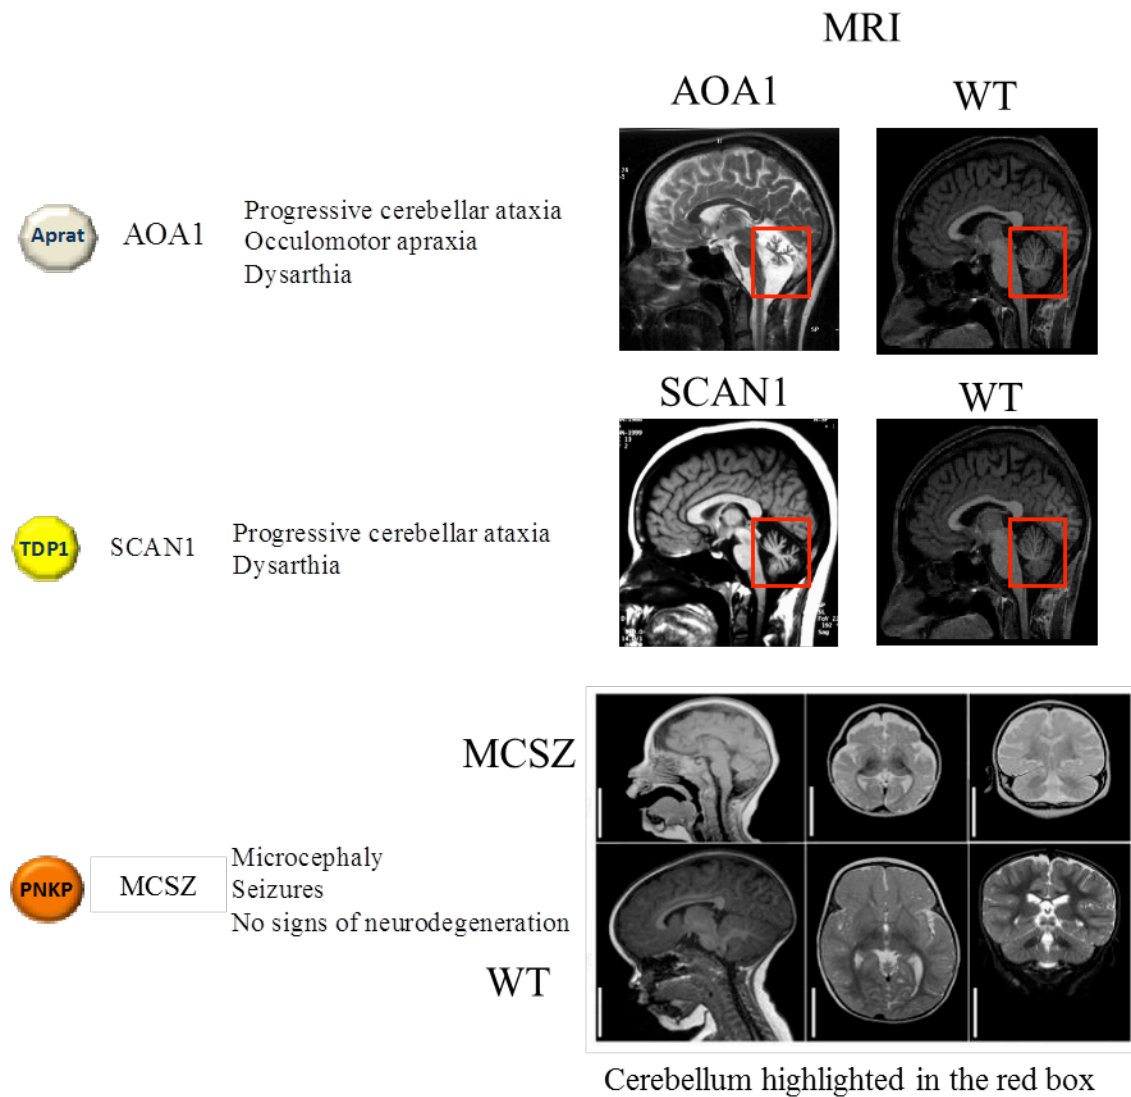 MRI
AOA1 WT
Aprat AOA1
Progressive cerebellar ataxia
Occulomotor apraxia
Dysarthia
SP
SCAN1 WT
TDP1 SCAN1
Progressive cerebellar ataxia
Dysarthia
MCSZ
PNKP MCSZ
Microcephaly
Seizures
No signs of neurodegeneration
WT
Cerebellum highlighted in the red box